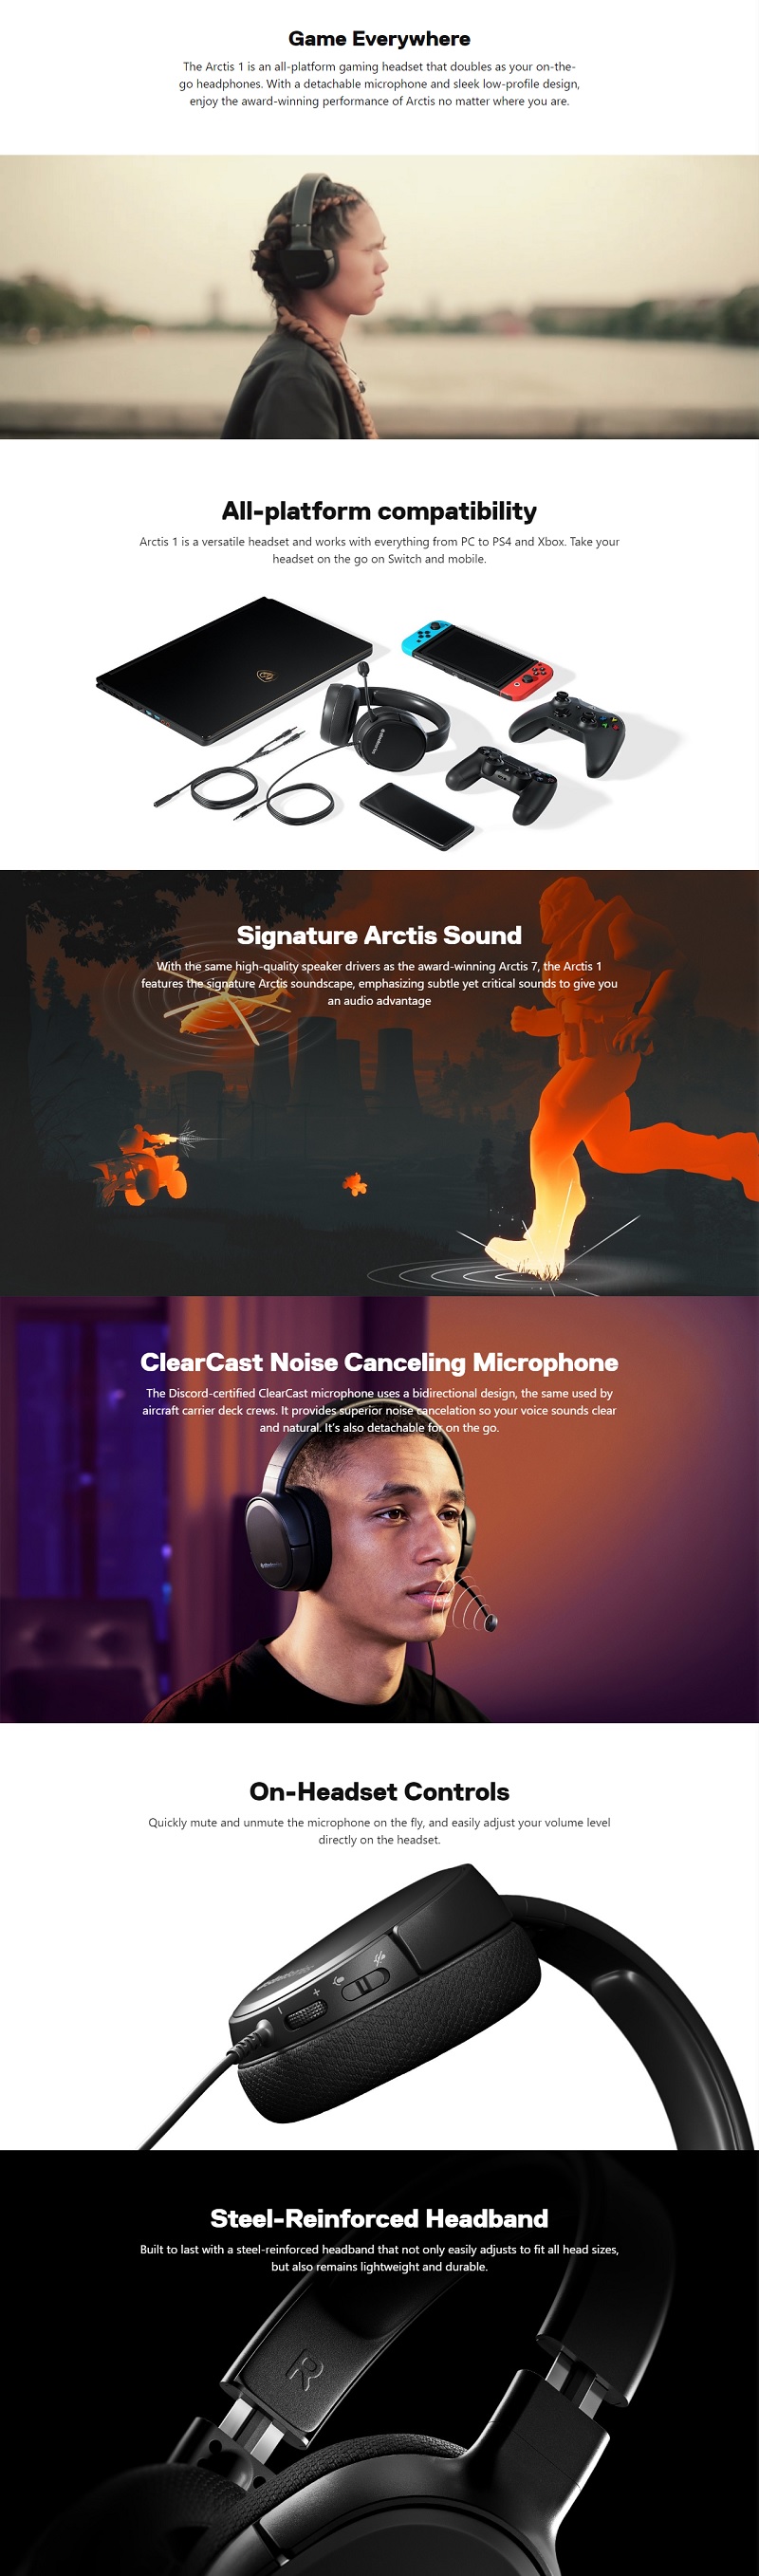 Game Everywhere
The Arctis 1 is an all-platform gaming headset that doubles as your on-the-
go headphones. With a detachable microphone and sleek low-profile design,
enjoy the award-winning performance of Arctis no matter where you are.
All-platform compatibility
Arctis 1 is a versatile headset and works with everything from PC to PS4 and Xbox. Take your
headset on the go on Switch and mobile.
Signature Arctis Sound
With the same high-quality speaker drivers as the award-winning Arctis 7, the Arctis 1
features the signature Arctis soundscape, emphasizing subtle yet critical sounds to give you
an audio advantage
ClearCast Noise Canceling Microphone
The Discord-certified ClearCast microphone uses a bidirectional design, the same used by
aircraft carrier deck crews. It provides superior noise cancelation so your voice sounds clear
and natural. It's also detachable for on the go.
On-Headset Controls
Quickly mute and unmute the microphone on the fly, and easily adjust your volume level
directly on the headset.
- +
Steel-Reinforced Headband
Built to last with a steel-reinforced headband that not only easily adjusts to fit all head sizes,
but also remains lightweight and durable.
R